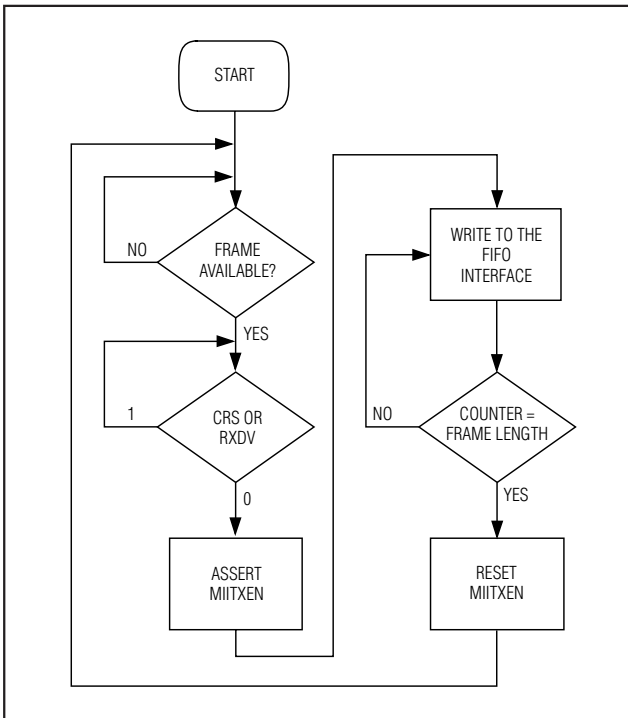 START
NO
FRAME
AVAILABLE?
YES
1
CRS OR
RXDV
0
ASSERT
MIITXEN
WRITE TO THE
FIFO
INTERFACE
NO
COUNTER =
FRAME LENGTH
YES
RESET
MIITXEN